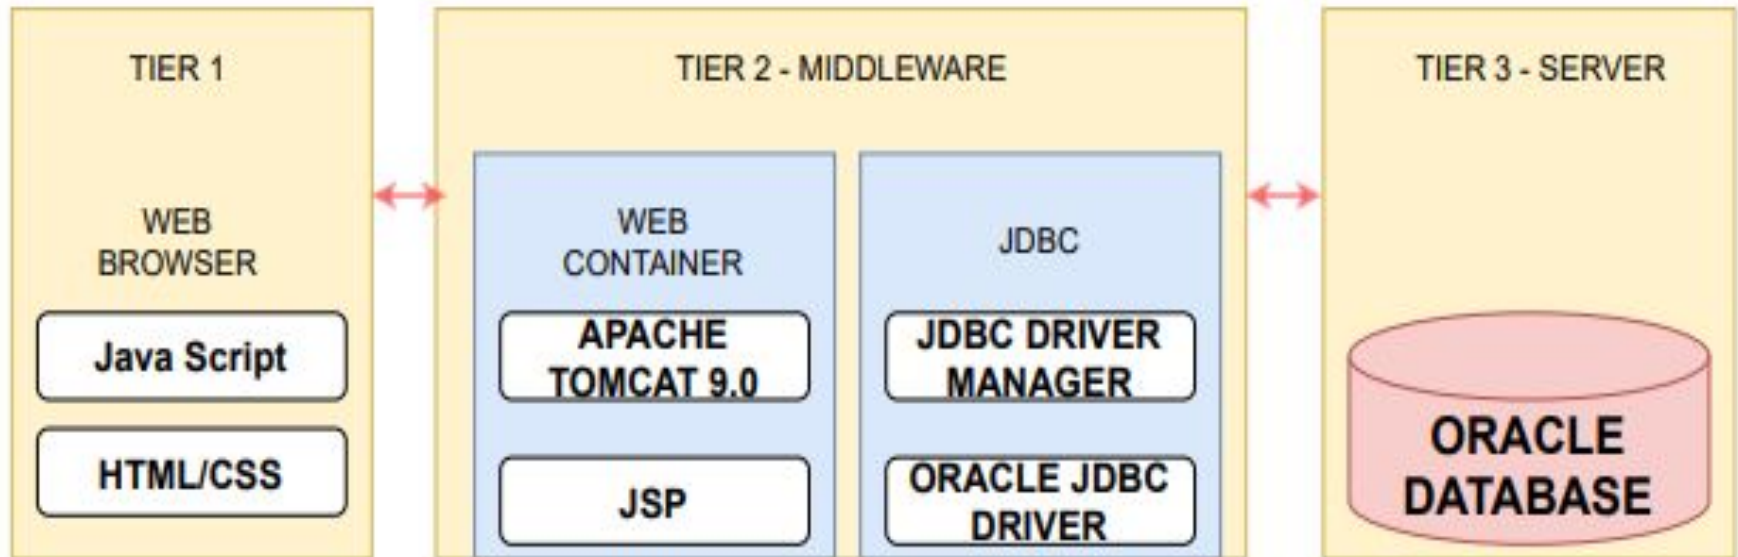 TIER 1
WEB
BROWSER
Java Script
HTML/CSS
TIER 2 - MIDDLEWARE
WEB
CONTAINER
APACHE
TOMCAT 9.0
JSP
JDBC
JDBC DRIVER
MANAGER
ORACLE JDBC
DRIVER
TIER 3 - SERVER
ORACLE
DATABASE